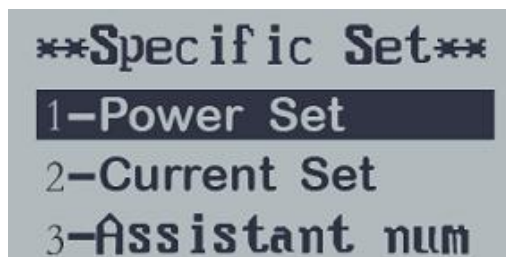 **Specific Set**
1-Power Set
2-Current Set
3-Assistant num